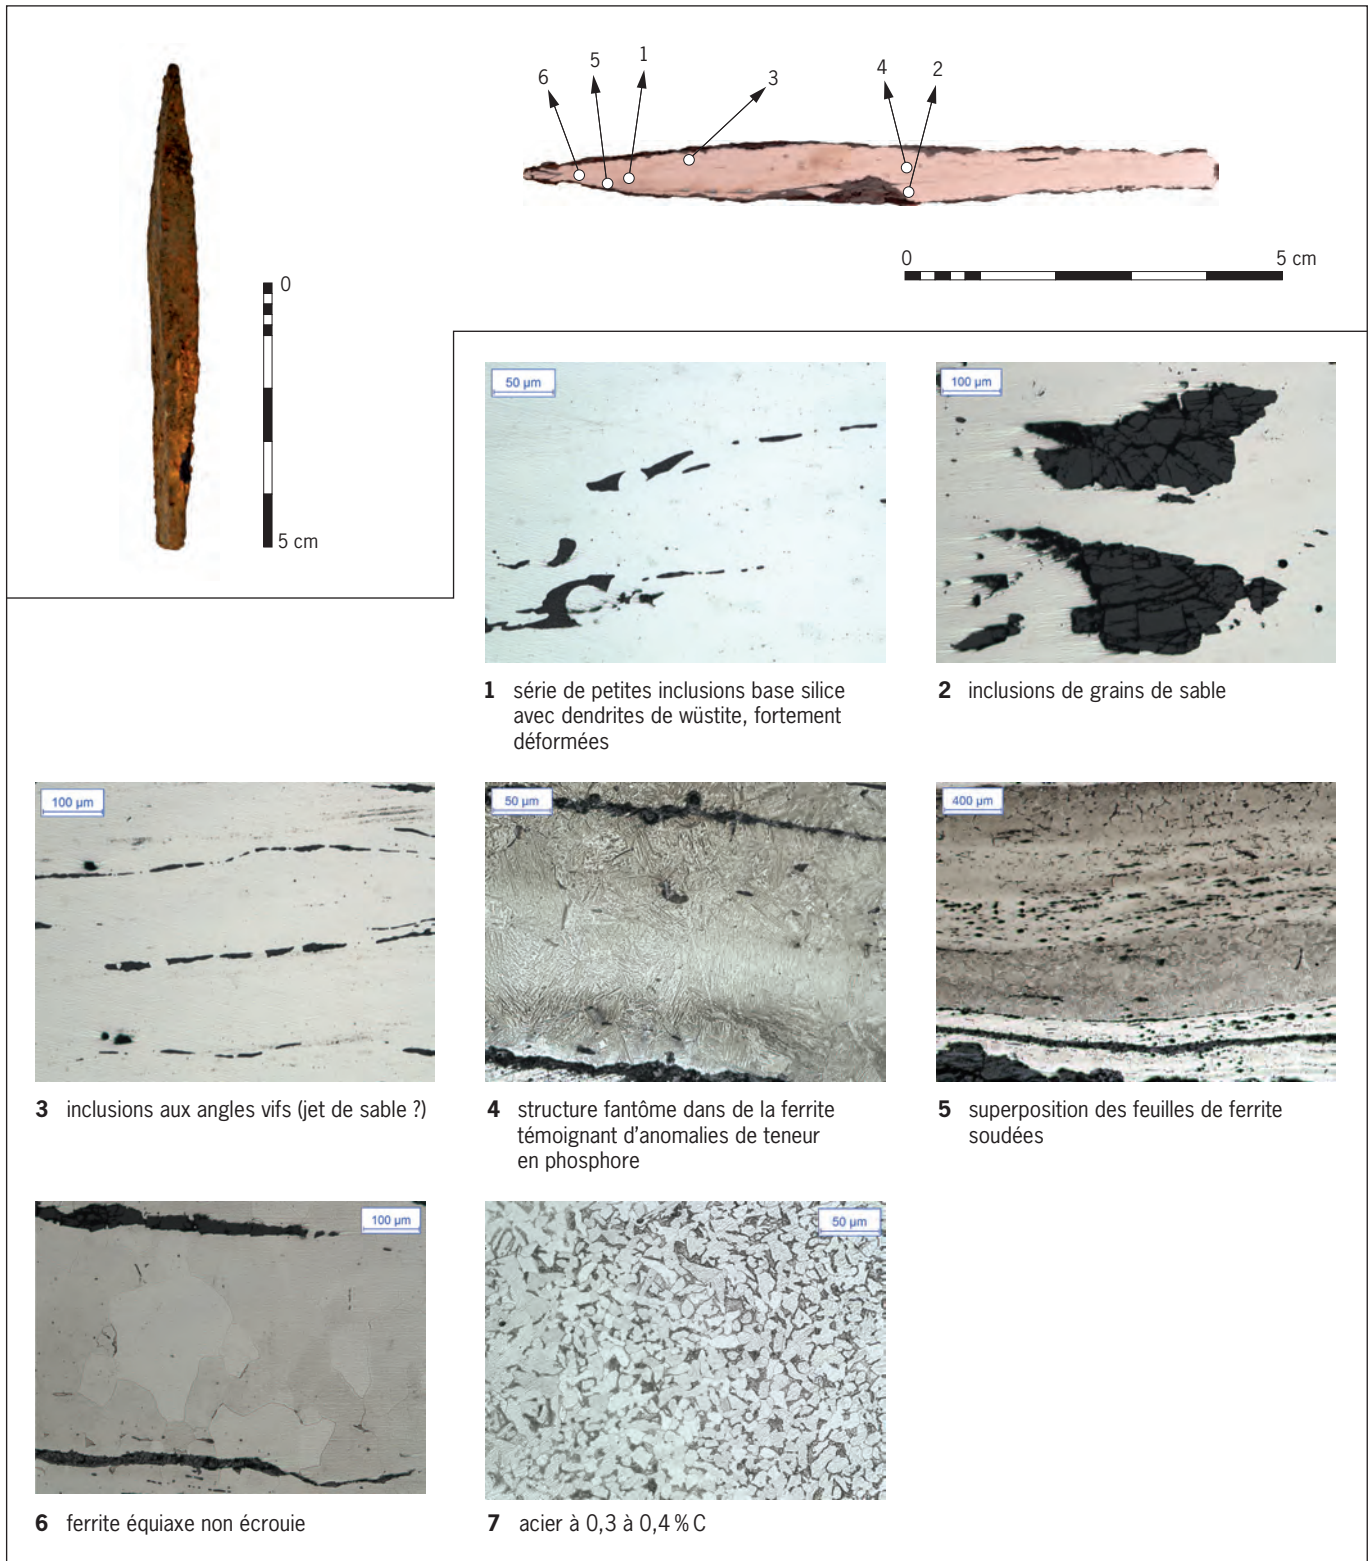 6
5
1
3
4
2
0
5 cm
0
5 cm
50 µm
100 µm
1 série de petites inclusions base silice
avec dendrites de wüstite, fortement
déformées
2 inclusions de grains de sable
100 µm
50 µm
400 µm
3 inclusions aux angles vifs (jet de sable ?)
4 structure fantôme dans de la ferrite
témoignant d'anomalies de teneur
en phosphore
5 superposition des feuilles de ferrite
soudées
100 µm
50 µm
6 ferrite équiaxe non écrouie
7 acier à 0,3 à 0,4 % C